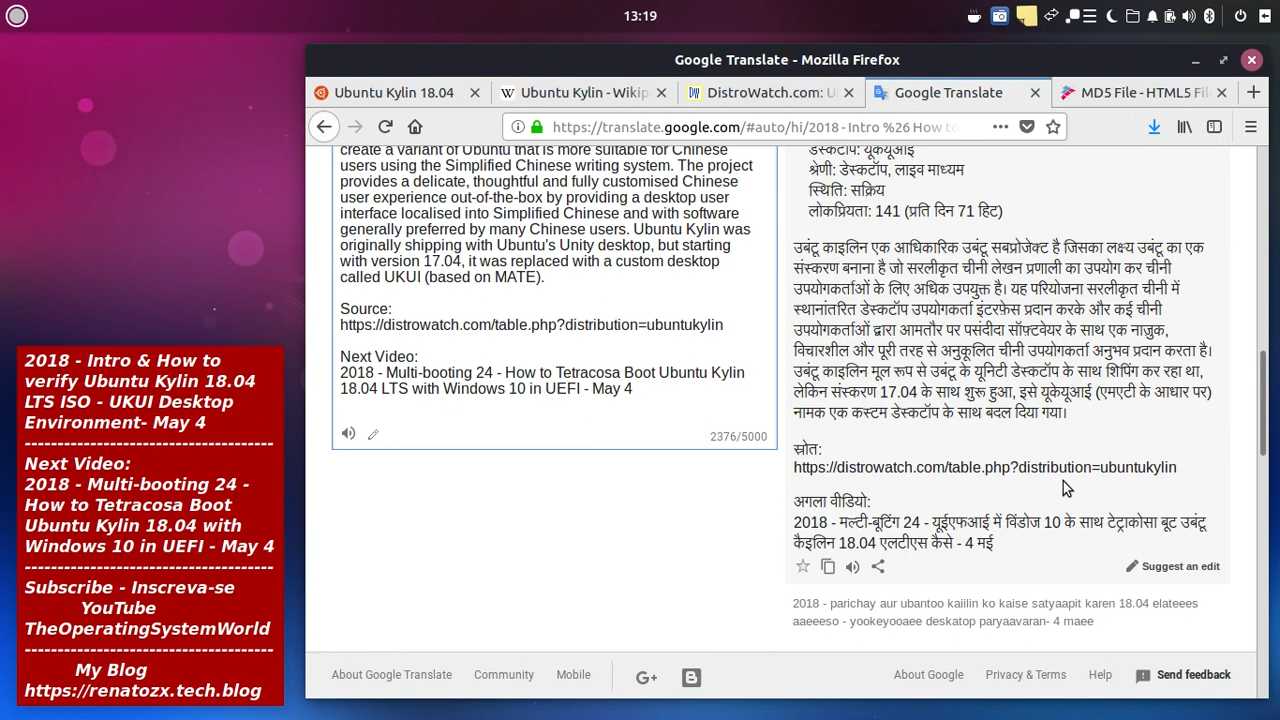 13:19
Google Translate - Mozilla Firefox
Ubuntu Kylin 18.04
Ubuntu Kylin - Wikip
DistroWatch.com: U
Google Translate
MD5 File - HTML5 F
https://translate.google.com/#auto/hi/2018 - Intro %26 How to
create a variant of Ubuntu that is more suitable for Chinese
users using the Simplified Chinese writing system. The project
provides a delicate, thoughtful and fully customised Chinese
user experience out-of-the-box by providing a desktop user
interface localised into Simplified Chinese and with software
generally preferred by many Chinese users. Ubuntu Kylin was
originally shipping with Ubuntu's Unity desktop, but starting
with version 17.04, it was replaced with a custom desktop
called UKUI (based on MATE).
Source:
https://distrowatch.com/table.php?distribution=ubuntukylin
Next Video:
2018 - Multi-booting 24 - How to Tetracosa Boot Ubuntu Kylin
18.04 LTS with Windows 10 in UEFI - May 4
2376/5000
डेस्कटॉप: यूकेयूआई
श्रेणी: डेस्कटॉप, लाइव माध्यम
स्थिति: सक्रिय
लोकप्रियता: 141 (प्रति दिन 71 हिट)
उबंटू काइलिन एक आधिकारिक उबंटू सबप्रोजेक्ट है जिसका लक्ष्य उबंटू का एक
संस्करण बनाना है जो सरलीकृत चीनी लेखन प्रणाली का उपयोग कर चीनी
उपयोगकर्ताओं के लिए अधिक उपयुक्त है। यह परियोजना सरलीकृत चीनी में
स्थानांतरित डेस्कटॉप उपयोगकर्ता इंटरफ़ेस प्रदान करके और कई चीनी
उपयोगकर्ताओं द्वारा आमतौर पर पसंदीदा सॉफ़्टवेयर के साथ एक नाज़ुक,
विचारशील और पूरी तरह से अनुकूलित चीनी उपयोगकर्ता अनुभव प्रदान करता है।
उबंटू काइलिन मूल रूप से उबंटू के यूनिटी डेस्कटॉप के साथ शिपिंग कर रहा था,
लेकिन संस्करण 17.04 के साथ शुरू हुआ, इसे यूकेयूआई (एमएटी के आधार पर)
नामक एक कस्टम डेस्कटॉप के साथ बदल दिया गया।
स्रोत:
https://distrowatch.com/table.php?distribution=ubuntukylin
अगला वीडियो:
2018 - मल्टी-बूटिंग 24 - यूईएफआई में विंडोज 10 के साथ टेट्राकोसा बूट उबंटू
कैइलिन 18.04 एलटीएस कैसे - 4 मई
Suggest an edit
2018 - parichay aur ubantoo kaiilin ko kaise satyaapit karen 18.04 elateees
aaeeeso - yookeyooaee deskatop paryaavaran- 4 maee
About Google Translate
Community
Mobile
G+
About Google
Privacy & Terms
Help
Send feedback
2018 - Intro & How to
verify Ubuntu Kylin 18.04
LTS ISO - UKUI Desktop
Environment- May 4
---------------------------------------
Next Video:
2018 - Multi-booting 24 -
How to Tetracosa Boot
Ubuntu Kylin 18.04 with
Windows 10 in UEFI - May 4
---------------------------------------
Subscribe - Inscreva-se
YouTube
TheOperatingSystemWorld
---------------------------------------
My Blog
https://renatozx.tech.blog